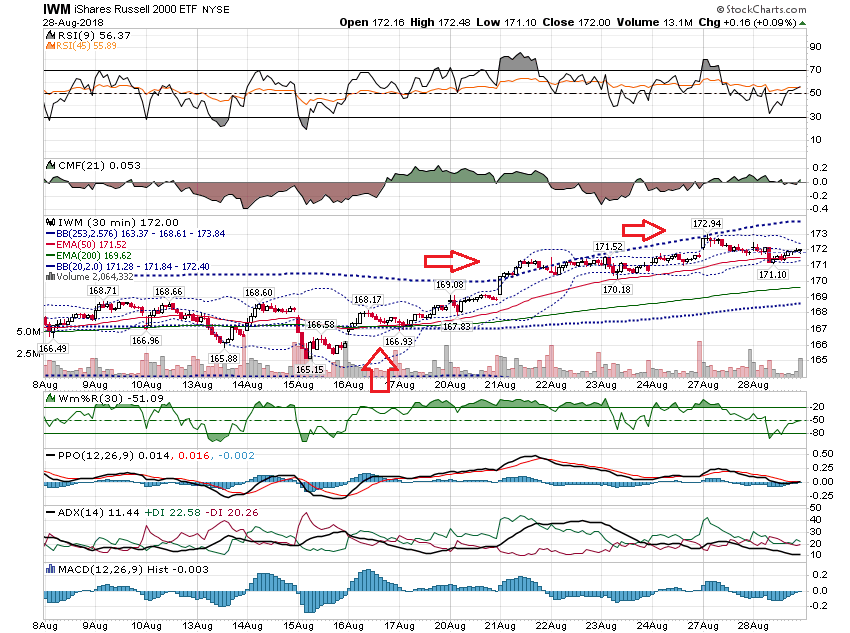 IWM iShares Russell 2000 ETF NYSE
© StockCharts.com
28-Aug-2018
Open 172.16 High 172.48 Low 171.10 Close 172.00 Volume 13.1M Chg +0.16 (+0.09%)
RSI(9) 56.37
RSI(45) 55.89
90
70
50
30
10
CMF(21) 0.053
0.2
0.0
-0.2
-0.4
IWM (30 min) 172.00
BB(253,2.576) 163.37 - 168.61 - 173.84
EMA(50) 171.52
EMA(200) 169.62
BB(20,2.0) 171.28 - 171.84 - 172.40
Volume 2,064,332
172.94
171.52
171.10
170.18
169.08
168.71
168.66
168.60
168.17
167.83
166.58
166.96
166.93
166.49
165.88
165.15
173
172
171
170
169
168
167
166
165
5.0M
2.5M
8Aug 9Aug 10Aug 13Aug 14Aug 15Aug 16Aug 17Aug 20Aug 21Aug 22Aug 23Aug 24Aug 27Aug 28Aug
Wm%R(30) -51.09
-20
-50
-80
PPO(12,26,9) 0.014, 0.016, -0.002
0.50
0.25
0.00
-0.25
ADX(14) 11.44 +DI 22.58 -DI 20.26
50
40
30
20
10
MACD(12,26,9) Hist -0.003
0.2
0.0
-0.2
8Aug 9Aug 10Aug 13Aug 14Aug 15Aug 16Aug 17Aug 20Aug 21Aug 22Aug 23Aug 24Aug 27Aug 28Aug